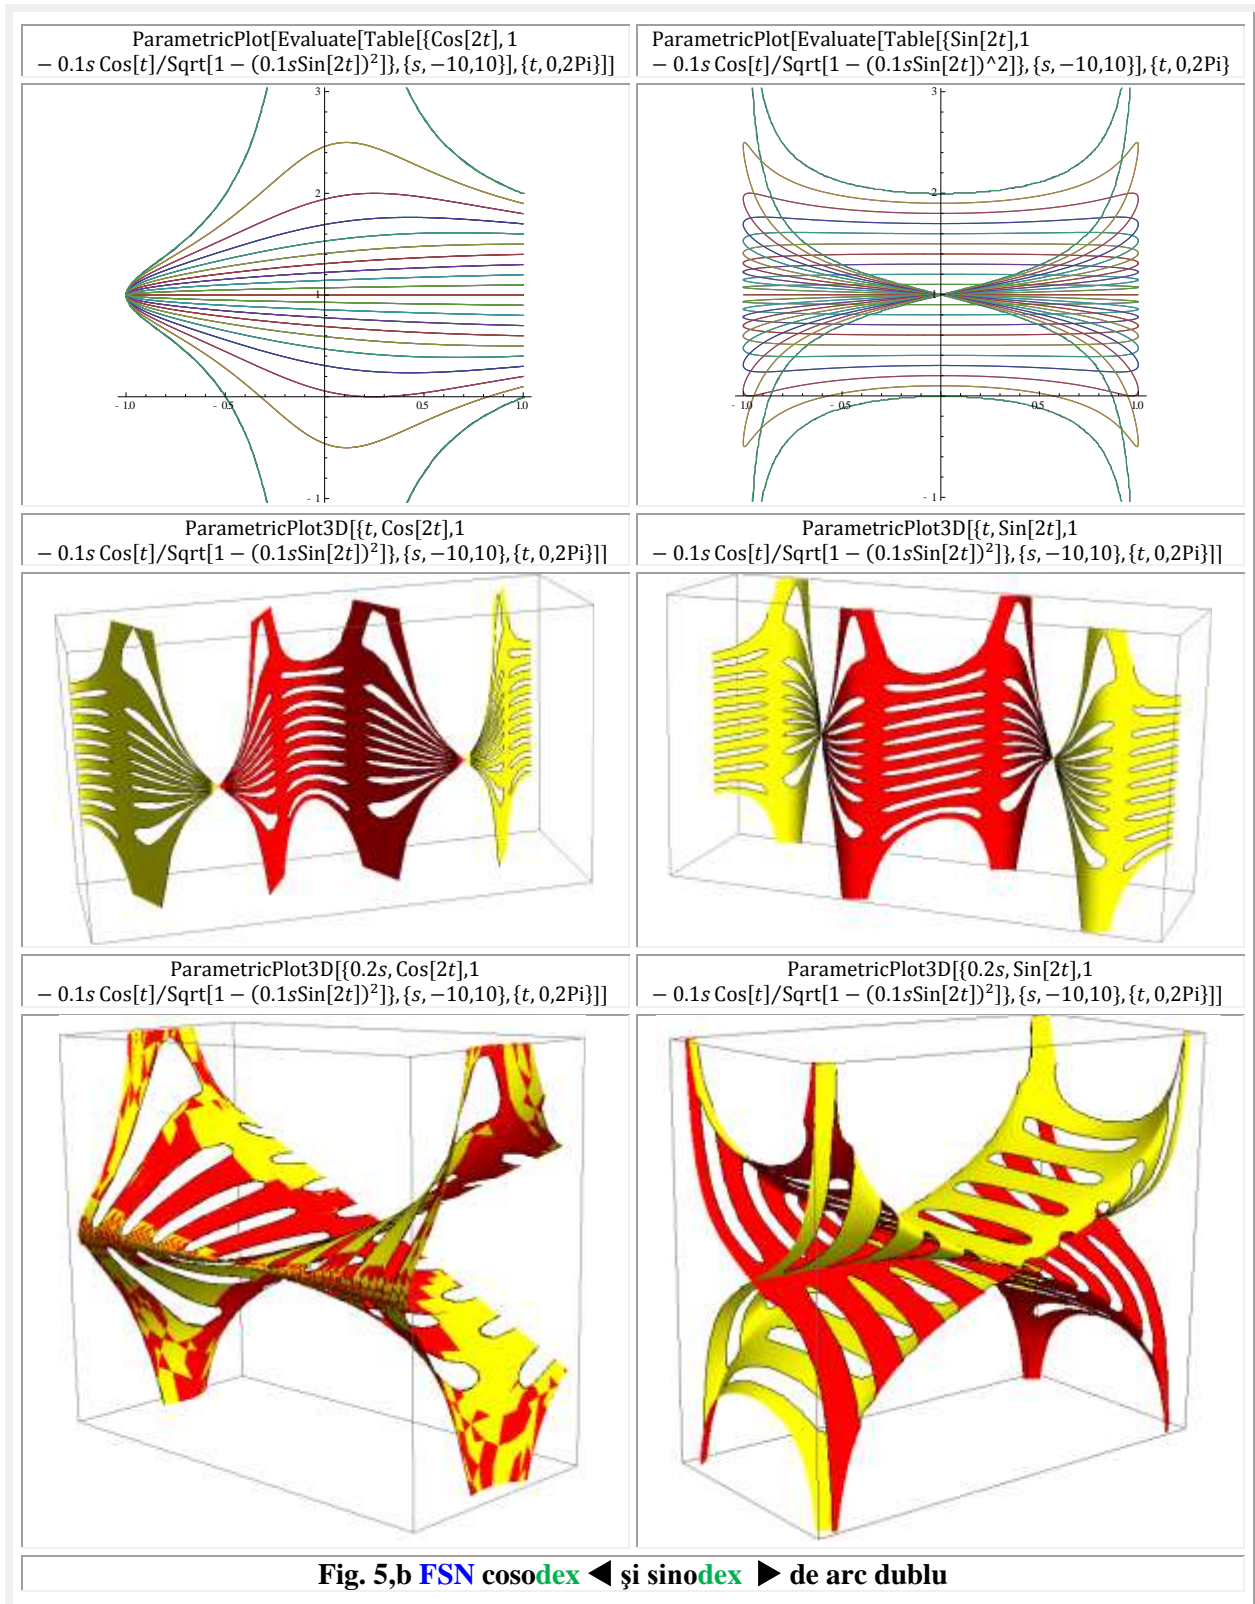 ParametricPlot[Evaluate[Table[{Cos[2t], 1
− 0.1s Cos[t]/Sqrt[1 − (0.1sSin[2t])²]}, {s, −10,10}], {t, 0,2Pi}]]
ParametricPlot[Evaluate[Table[{Sin[2t],1
− 0.1s Cos[t]/Sqrt[1 − (0.1sSin[2t])^2]}, {s, −10,10}], {t, 0,2Pi}
3
2
1
- 1.0
- 0.5
0.5
1.0
- 1
3
2
1
- 1.0
- 0.5
0.5
1.0
- 1
ParametricPlot3D[{t, Cos[2t],1
− 0.1s Cos[t]/Sqrt[1 − (0.1sSin[2t])²]}, {s, −10,10}, {t, 0,2Pi}]]
ParametricPlot3D[{t, Sin[2t],1
− 0.1s Cos[t]/Sqrt[1 − (0.1sSin[2t])²]}, {s, −10,10}, {t, 0,2Pi}]]
ParametricPlot3D[{0.2s, Cos[2t],1
− 0.1s Cos[t]/Sqrt[1 − (0.1sSin[2t])²]}, {s, −10,10}, {t, 0,2Pi}]]
ParametricPlot3D[{0.2s, Sin[2t],1
− 0.1s Cos[t]/Sqrt[1 − (0.1sSin[2t])²]}, {s, −10,10}, {t, 0,2Pi}]]
Fig. 5,b FSN cosodex ◄ şi sinodex ► de arc dublu